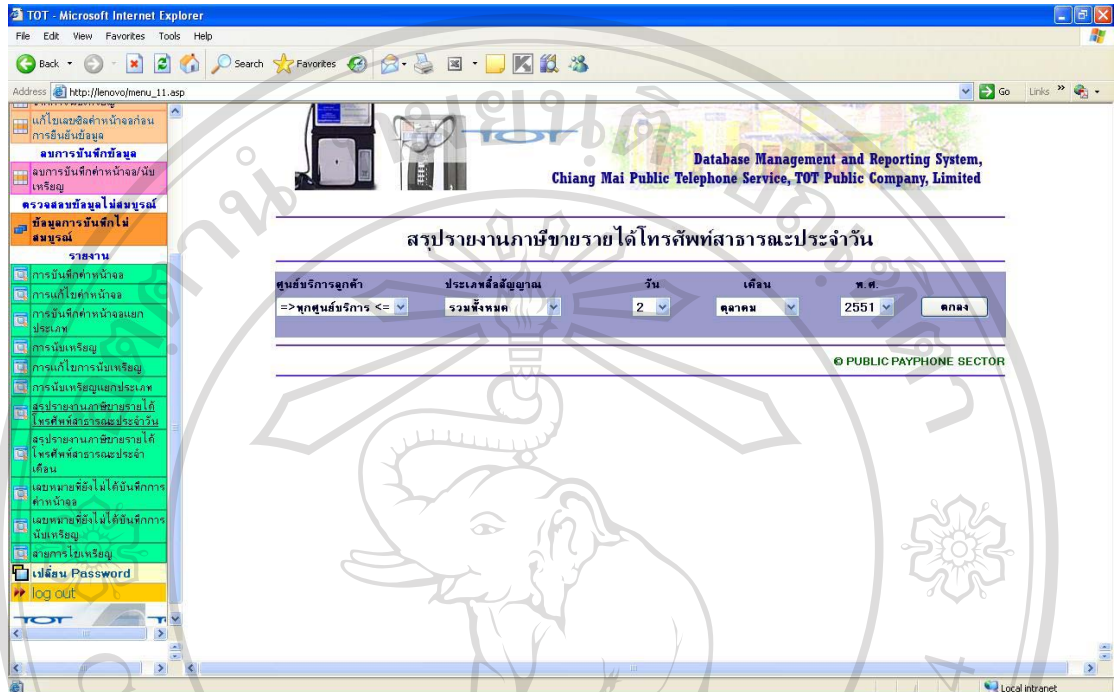 TOT - Microsoft Internet Explorer
File Edit View Favorites Tools Help
Back Search Favorites
Address http://lenovo/menu_11.asp Go Links »
แก้ไขเลขซีลค่าหน้าจอก่อน
การยืนยันข้อมูล
ลบการบันทึกข้อมูล
ลบการบันทึกค่าหน้าจอ/นับ
เหรียญ
ตรวจสอบข้อมูลไม่สมบูรณ์
ข้อมูลการบันทึกไม่
สมบูรณ์
รายงาน
การบันทึกค่าหน้าจอ
การแก้ไขค่าหน้าจอ
การบันทึกค่าหน้าจอแยก
ประเภท
การนับเหรียญ
การแก้ไขการนับเหรียญ
การนับเหรียญแยกประเภท
สรุปรายงานภาษีขายรายได้
โทรศัพท์สาธารณะประจำวัน
สรุปรายงานภาษีขายรายได้
โทรศัพท์สาธารณะประจำ
เดือน
เลขหมายที่ยังไม่ได้บันทึกการ
ค่าหน้าจอ
เลขหมายที่ยังไม่ได้บันทึกการ
นับเหรียญ
สายการไขเหรียญ
เปลี่ยน Password
log out
TOT
TOT
Database Management and Reporting System,
Chiang Mai Public Telephone Service, TOT Public Company, Limited
สรุปรายงานภาษีขายรายได้โทรศัพท์สาธารณะประจำวัน
ศูนย์บริการลูกค้า ประเภทสื่อสัญญาณ วัน เดือน พ.ศ.
=>ทุกศูนย์บริการ <= รวมทั้งหมด 2 ตุลาคม 2551 ตกลง
© PUBLIC PAYPHONE SECTOR
Local intranet